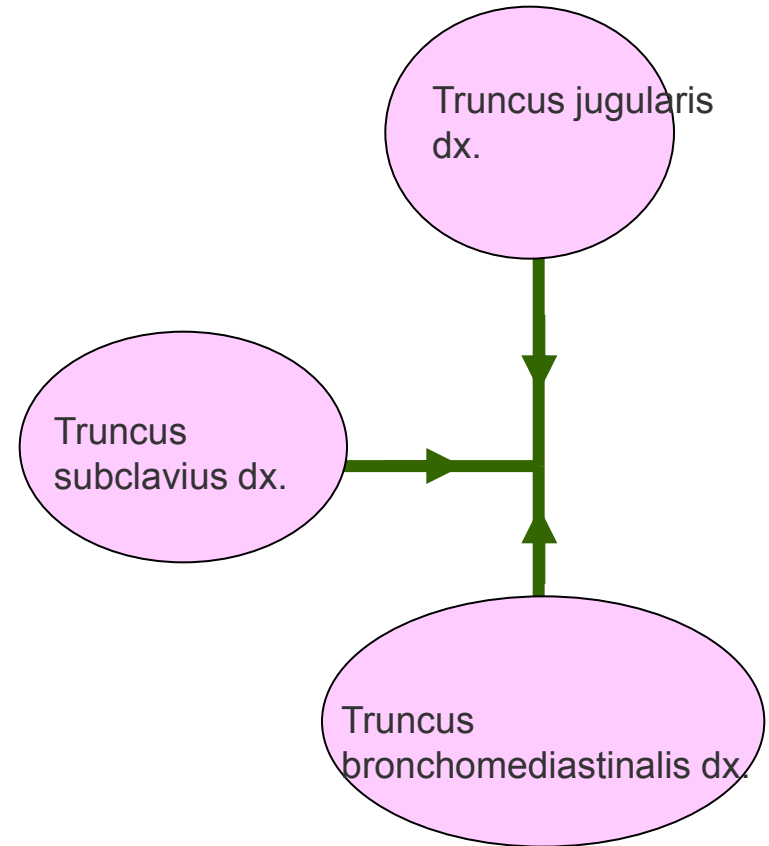 Truncus jugularis
dx.
Truncus
subclavius dx.
Truncus
bronchomediastinalis dx.